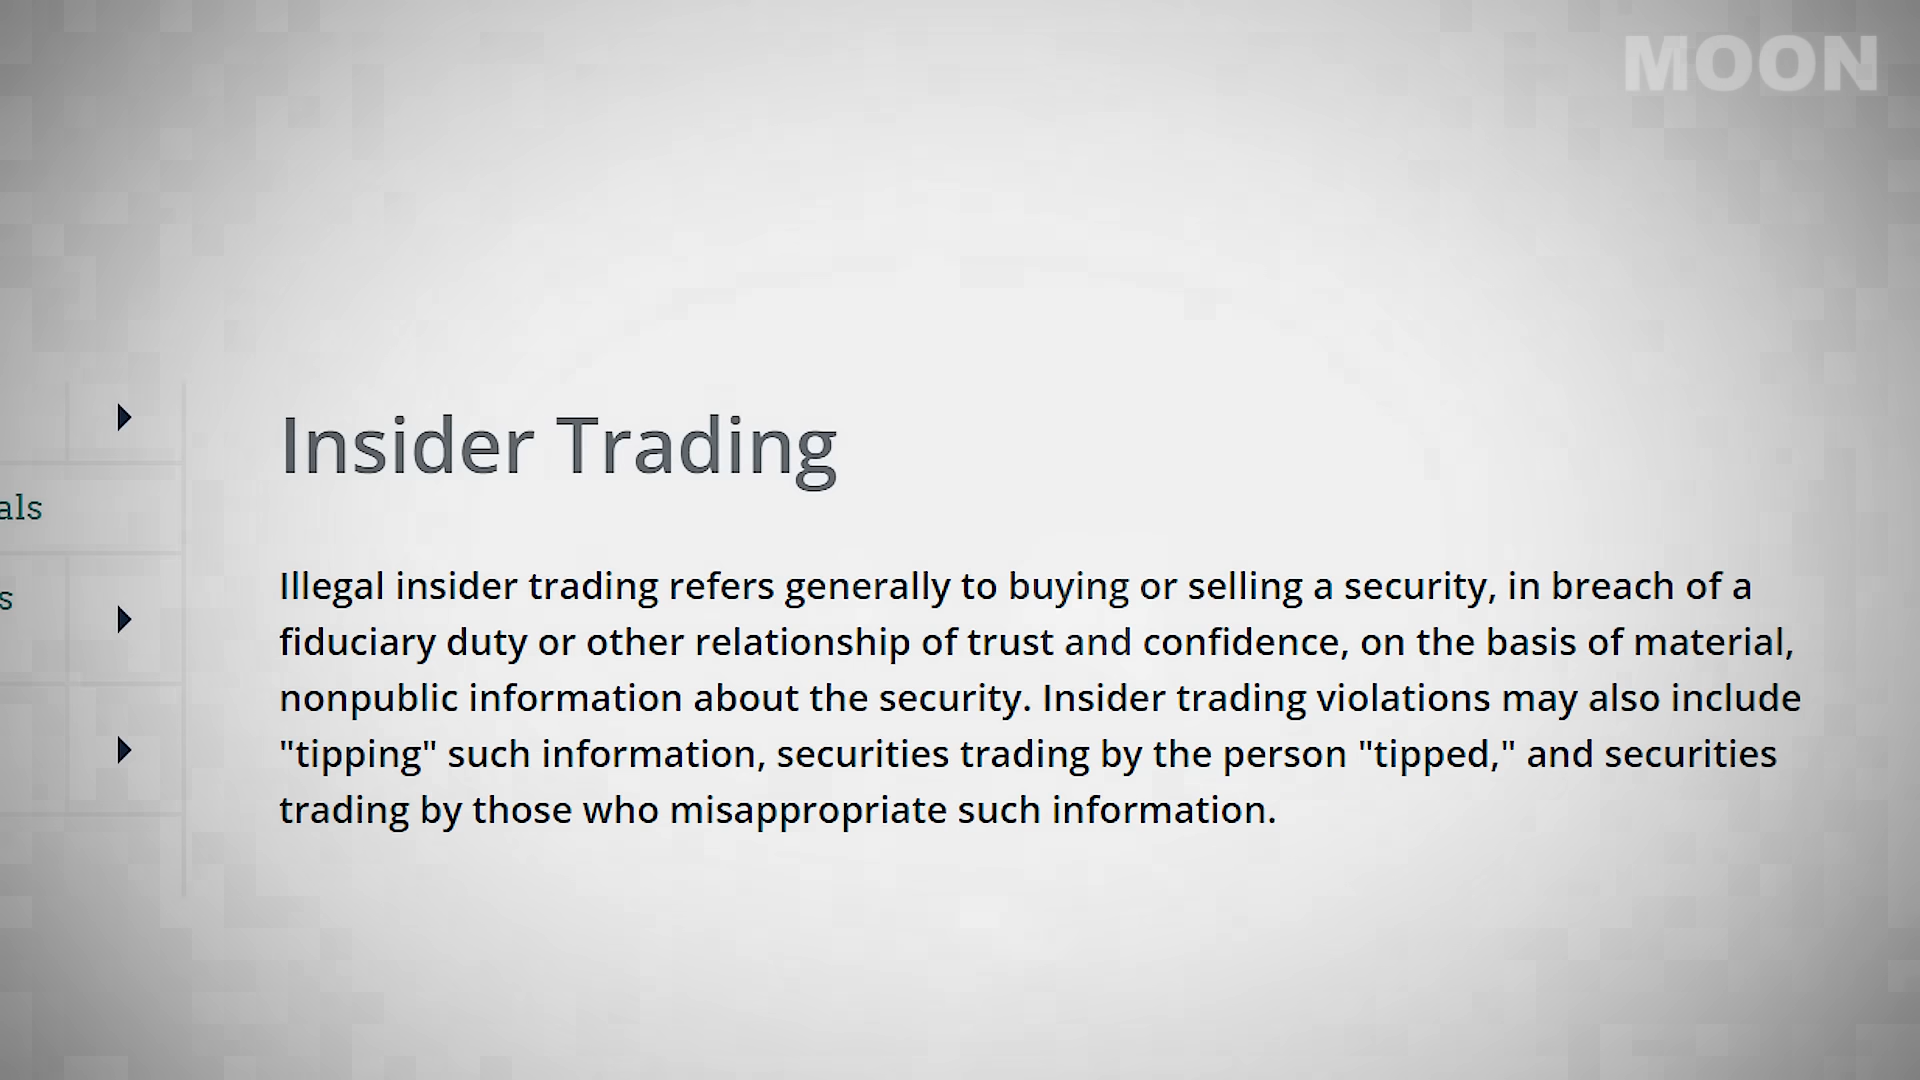 MOON
Insider Trading
als
s
Illegal insider trading refers generally to buying or selling a security, in breach of a
fiduciary duty or other relationship of trust and confidence, on the basis of material,
nonpublic information about the security. Insider trading violations may also include
"tipping" such information, securities trading by the person "tipped," and securities
trading by those who misappropriate such information.